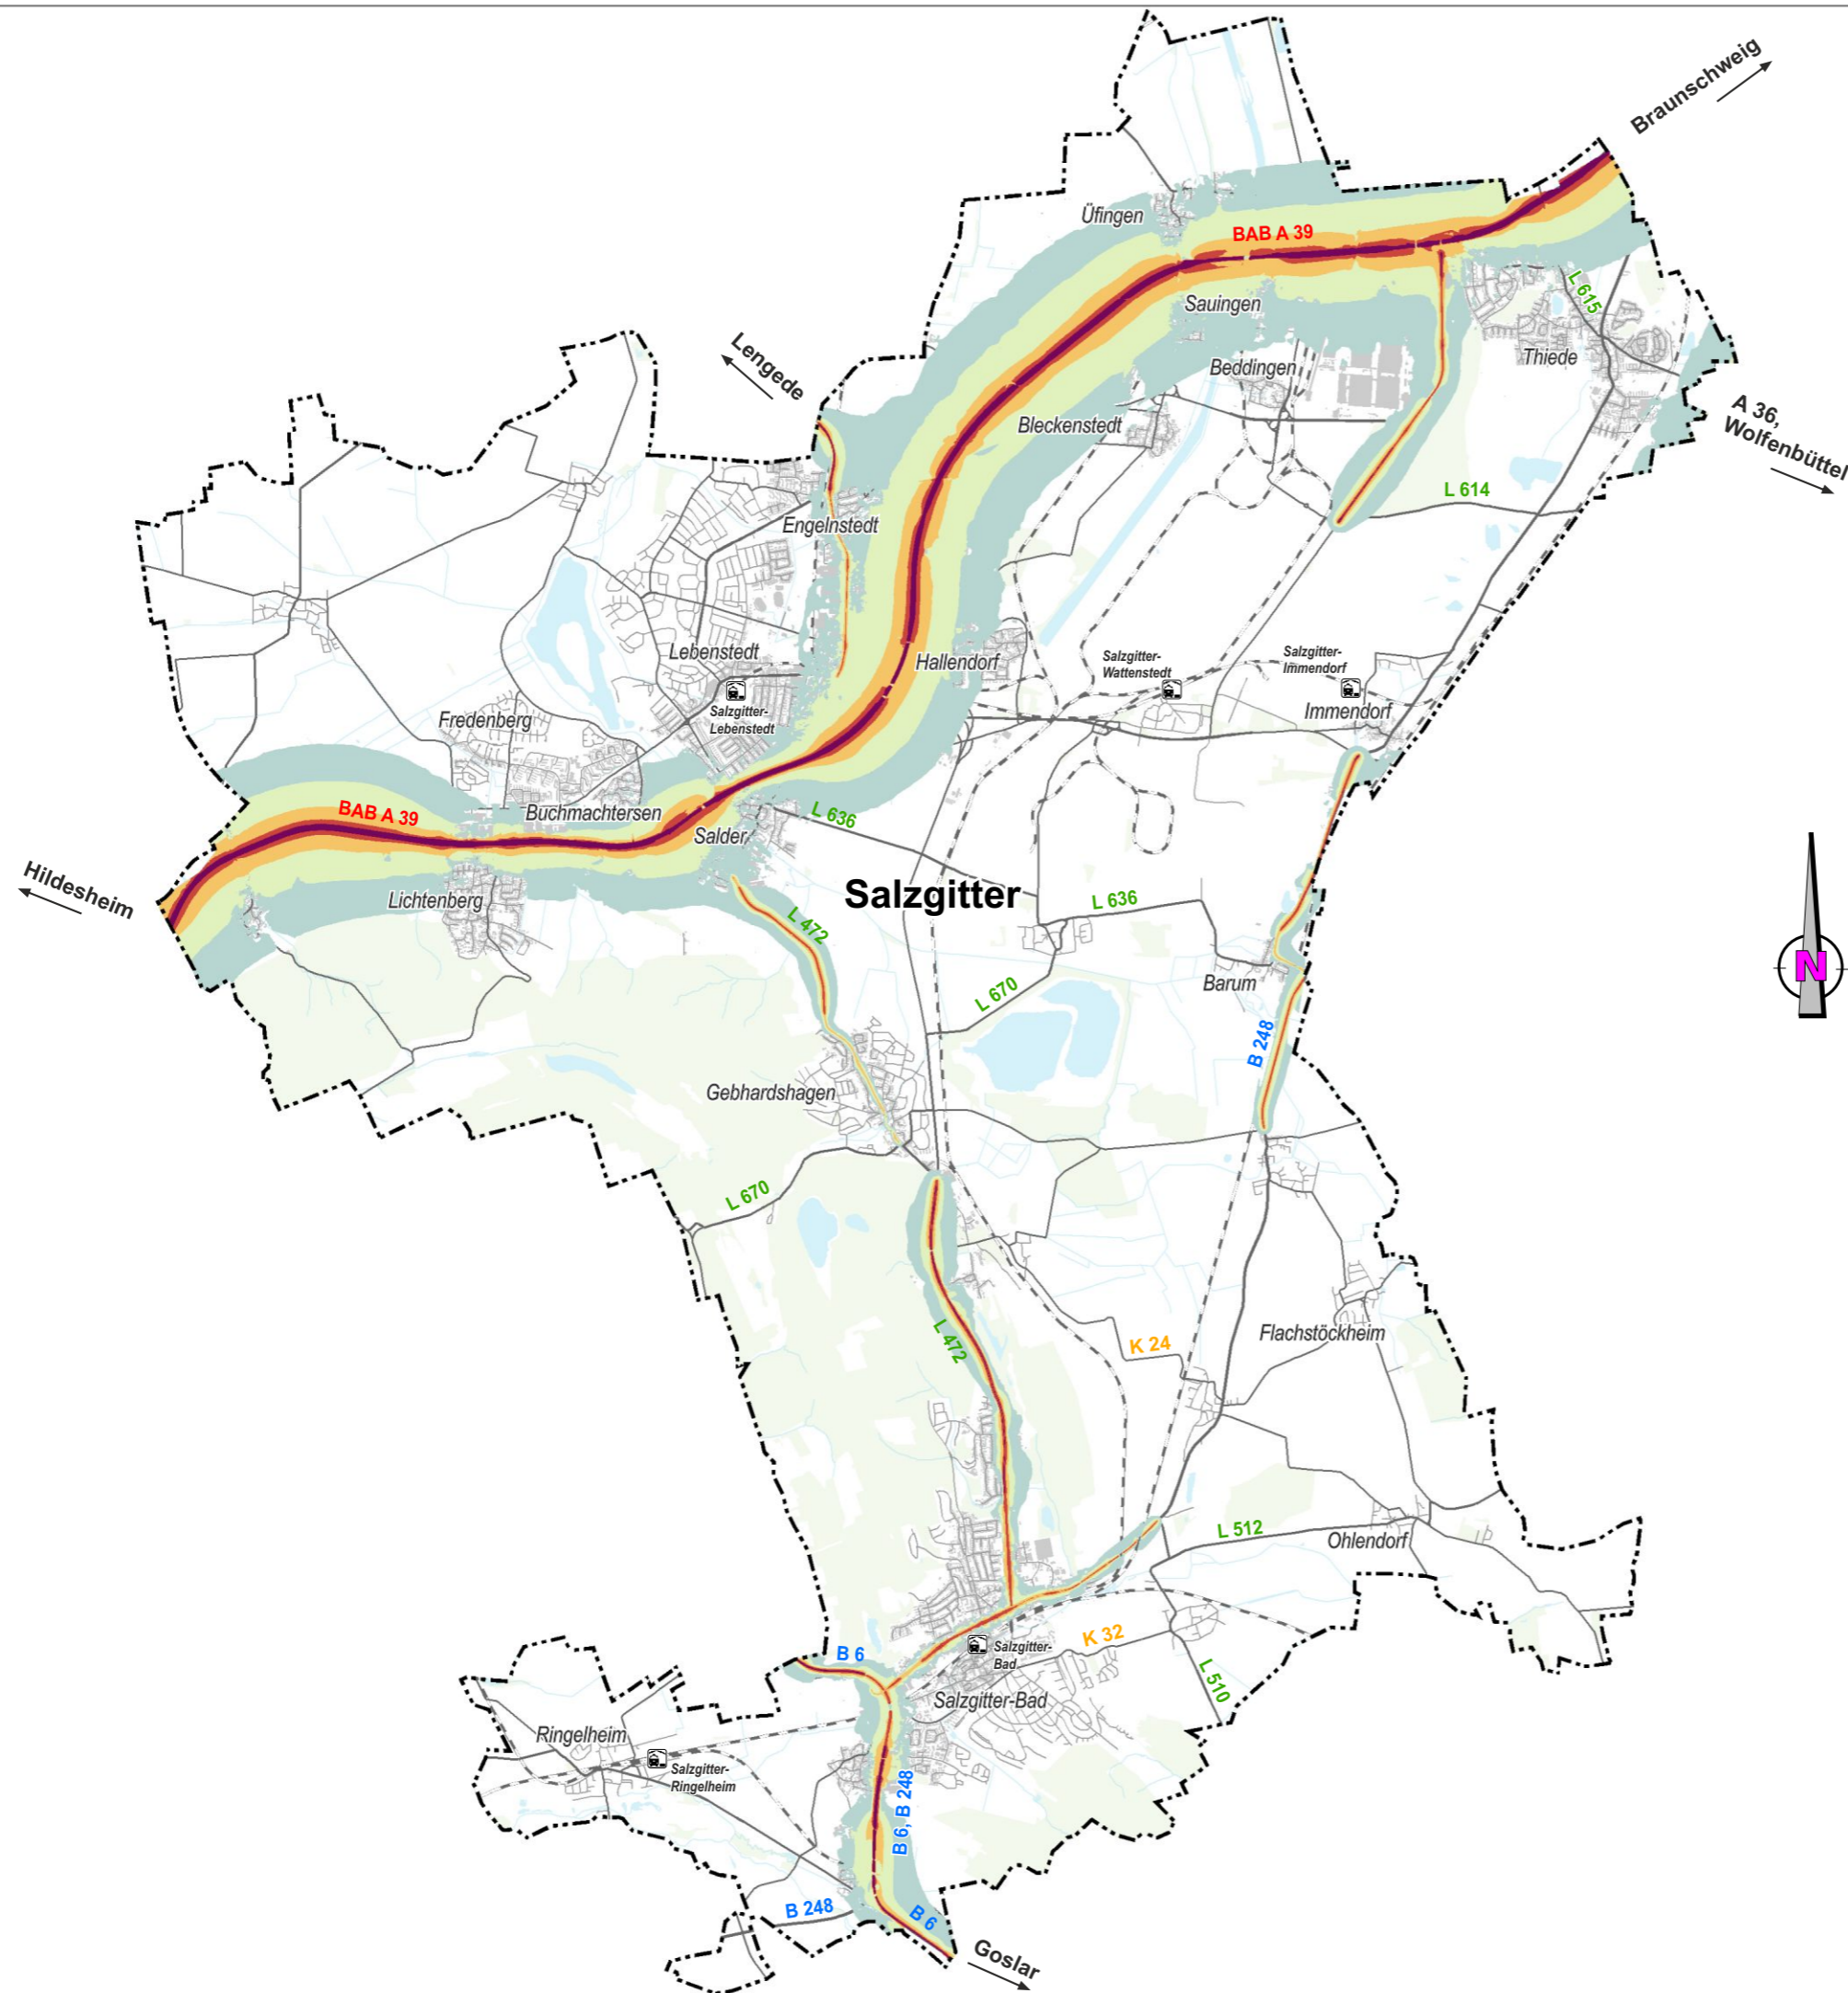 Braunschweig
Üfingen
BAB A 39
Sauingen
L 615
Thiede
Lengede
Beddingen
A 36,
Wolfenbüttel
Bleckenstedt
L 614
Engelnstedt
Lebenstedt
Hallendorf
Salzgitter-
Wattenstedt
Salzgitter-
Immendorf
Salzgitter-
Lebenstedt
Fredenberg
Immendorf
BAB A 39
Buchmachtersen
Salder
L 636
Hildesheim
Lichtenberg
Salzgitter
L 636
L 472
N
Barum
L 670
B 248
Gebhardshagen
L 670
L 472
K 24
Flachstöckheim
L 512
Ohlendorf
K 32
B 6
Salzgitter-
Bad
L 510
Salzgitter-Bad
Ringelheim
Salzgitter-
Ringelheim
B 6, B 248
B 248
B 6
Goslar